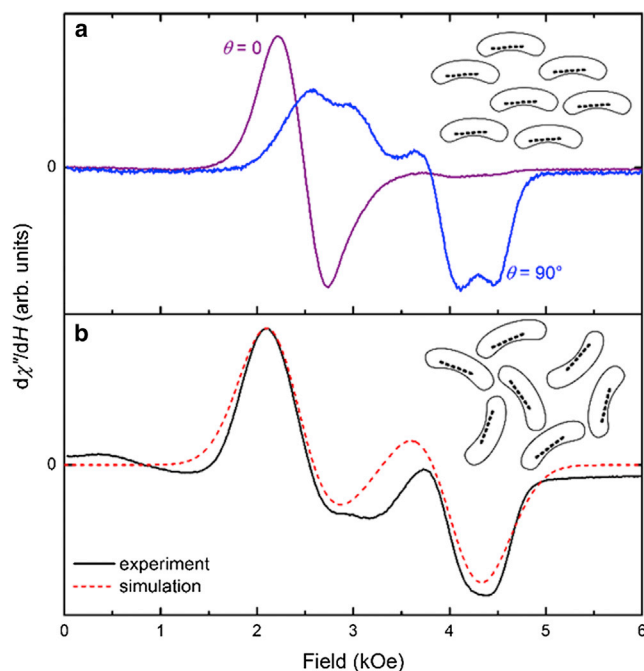 a
θ = 0
0
θ = 90°
dχ"/dH (arb. units)
b
0
experiment
simulation
0 1 2 3 4 5 6
Field (kOe)